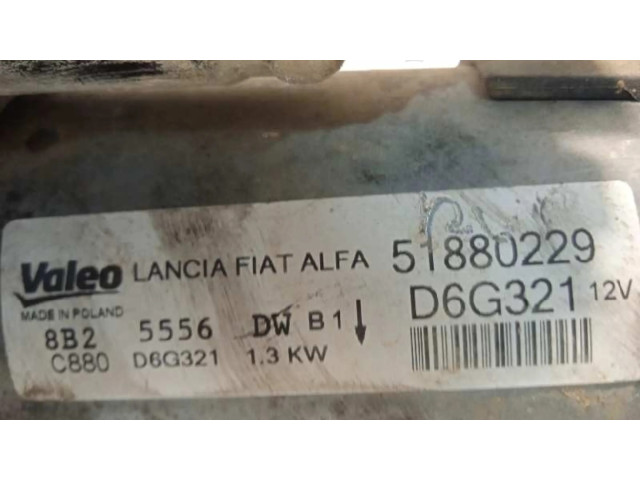 Valeo LANCIA FIAT ALFA 51880229
MADE IN POLAND D6G321 12V
8B2 5556 DW B1 ↓
C880 D6G321 1.3 KW